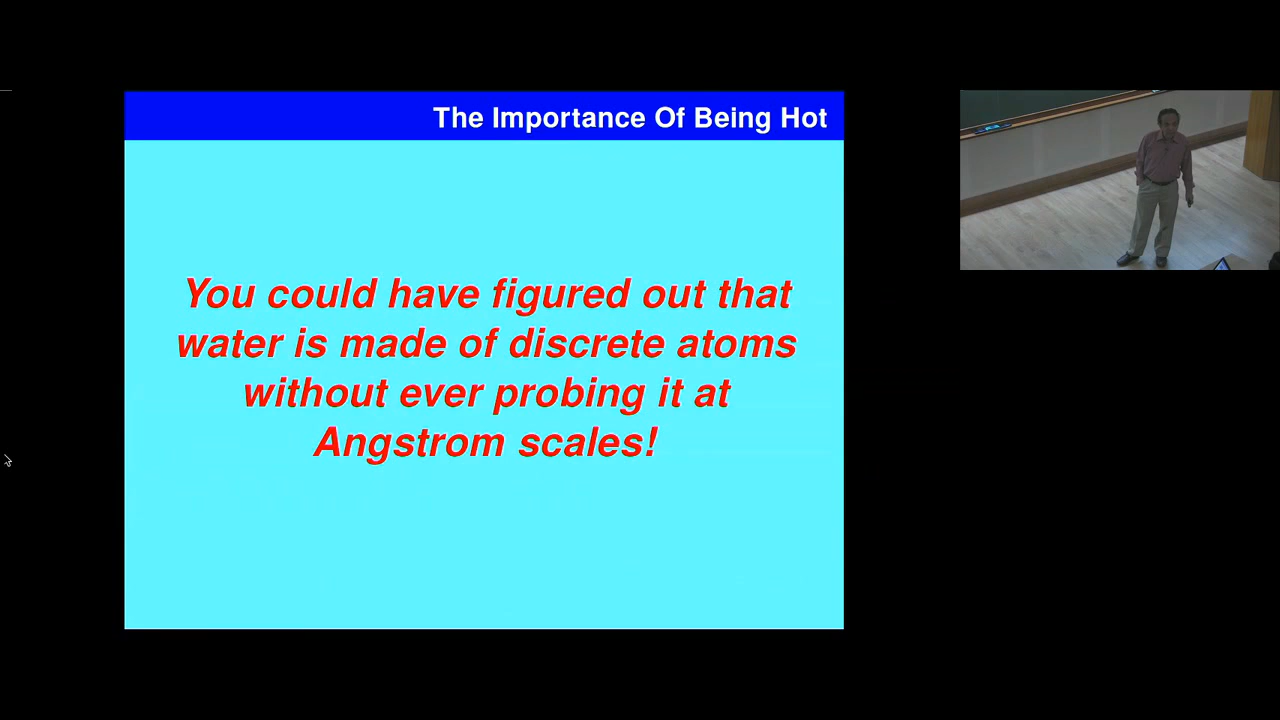 The Importance Of Being Hot
You could have figured out that
water is made of discrete atoms
without ever probing it at
Angstrom scales!